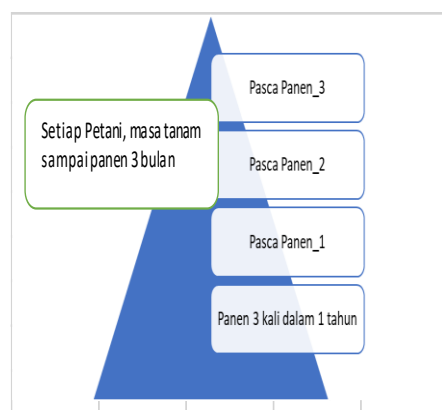 Pasca Panen_3
Setiap Petani, masa tanam
sampai panen 3 bulan
Pasca Panen_2
Pasca Panen_1
Panen 3 kali dalam 1 tahun